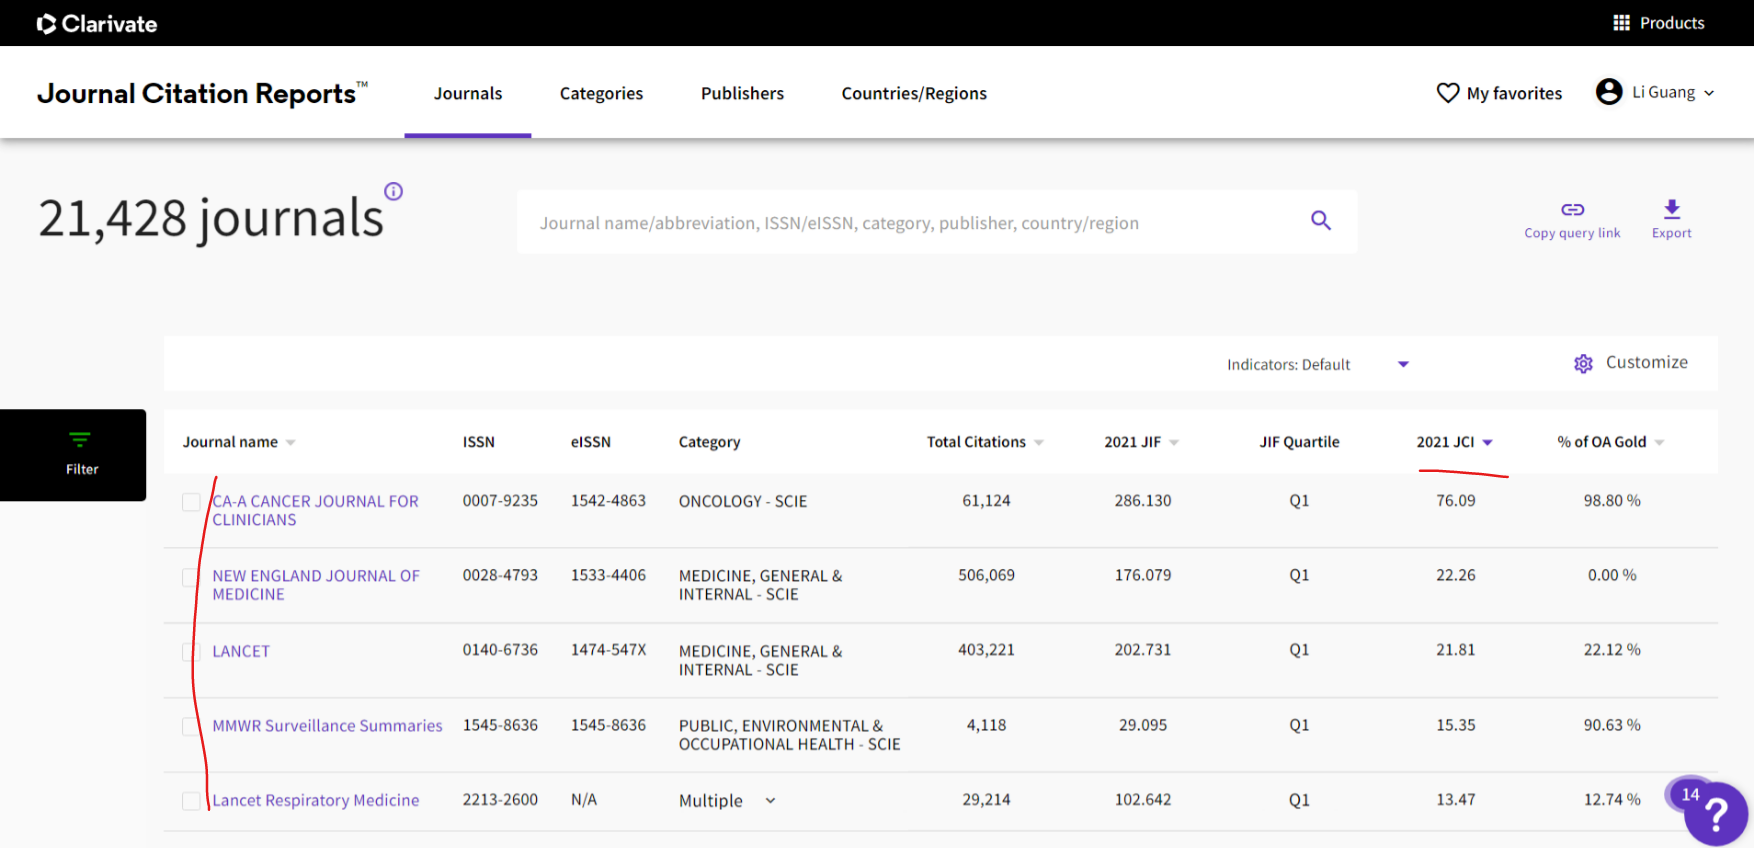 Clarivate
Products
Journal Citation Reports™
Journals
Categories
Publishers
Countries/Regions
My favorites
Li Guang
21,428 journals
Journal name/abbreviation, ISSN/eISSN, category, publisher, country/region
Copy query link
Export
Indicators: Default
Customize
Filter
Journal name ISSN eISSN Category Total Citations 2021 JIF JIF Quartile 2021 JCI % of OA Gold
CA-A CANCER JOURNAL FOR 0007-9235 1542-4863 ONCOLOGY - SCIE 61,124 286.130 Q1 76.09 98.80 %
CLINICIANS
NEW ENGLAND JOURNAL OF 0028-4793 1533-4406 MEDICINE, GENERAL & 506,069 176.079 Q1 22.26 0.00 %
MEDICINE INTERNAL - SCIE
LANCET 0140-6736 1474-547X MEDICINE, GENERAL & 403,221 202.731 Q1 21.81 22.12 %
INTERNAL - SCIE
MMWR Surveillance Summaries 1545-8636 1545-8636 PUBLIC, ENVIRONMENTAL & 4,118 29.095 Q1 15.35 90.63 %
OCCUPATIONAL HEALTH - SCIE
Lancet Respiratory Medicine 2213-2600 N/A Multiple 29,214 102.642 Q1 13.47 12.74 %
14
?